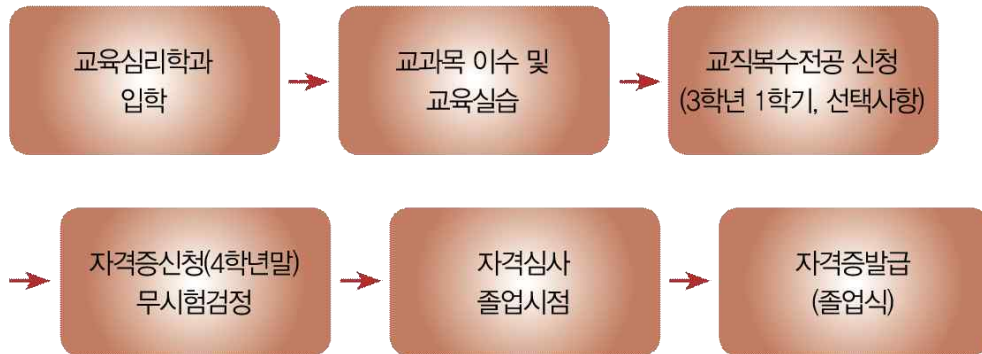 교육심리학과
입학
교과목 이수 및
교육실습
교직복수전공 신청
(3학년 1학기, 선택사항)
자격증신청(4학년말)
무시험검정
자격심사
졸업시점
자격증발급
(졸업식)